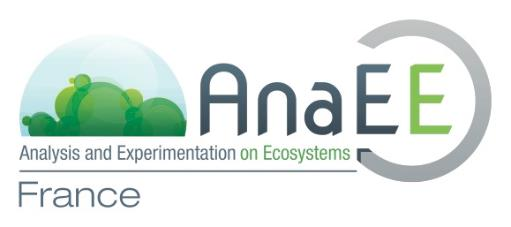 AnaEE
Analysis and Experimentation on Ecosystems
France